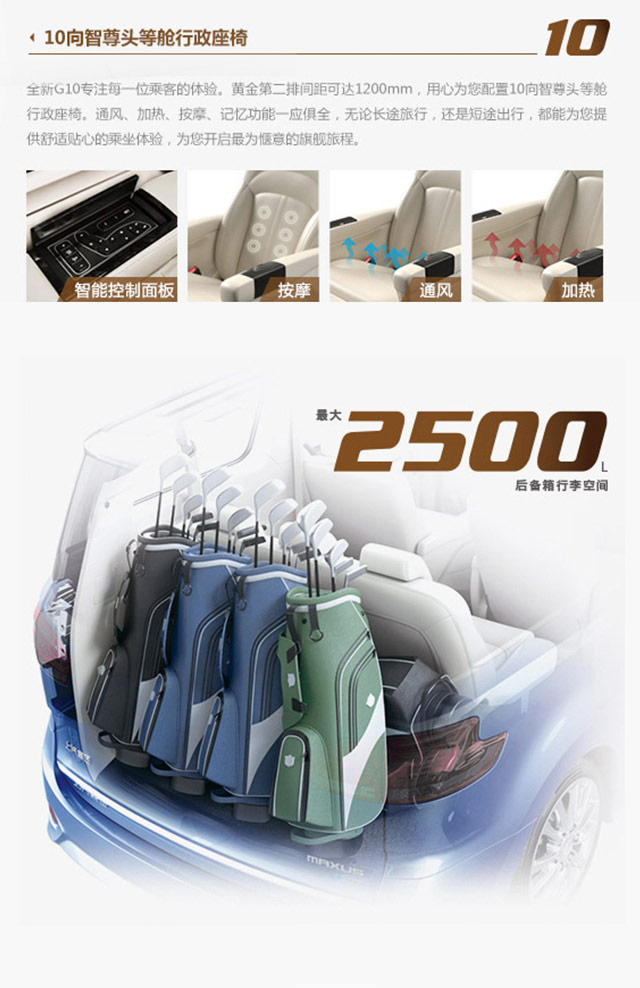 10向智尊头等舱行政座椅
10
全新G10专注每一位乘客的体验。黄金第二排间距可达1200mm，用心为您配置10向智尊头等舱
行政座椅。通风、加热、按摩、记忆功能一应俱全，无论长途旅行，还是短途出行，都能为您提
供舒适贴心的乘坐体验，为您开启最为惬意的旗舰旅程。
智能控制面板
按摩
通风
加热
最大
2500
L
后备箱行李空间
MAXUS